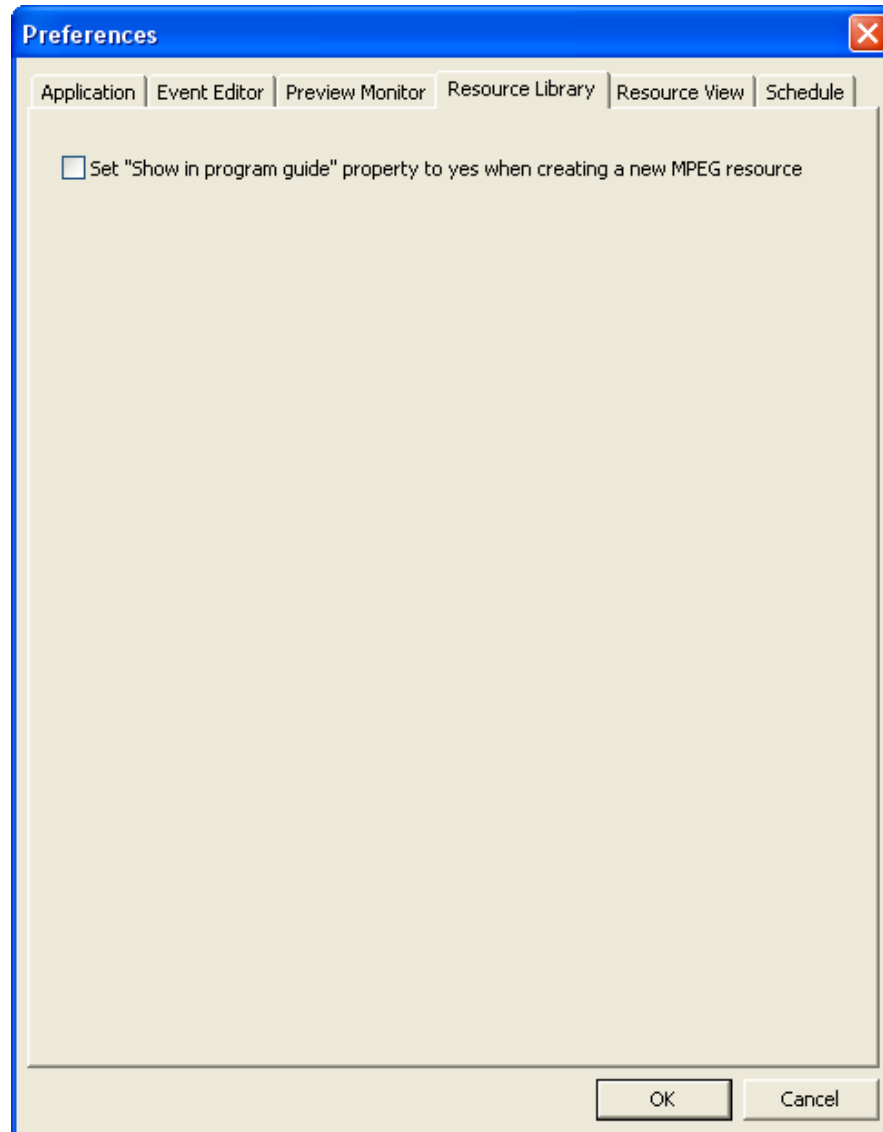 Preferences
Application Event Editor Preview Monitor Resource Library Resource View Schedule
Set "Show in program guide" property to yes when creating a new MPEG resource
OK Cancel